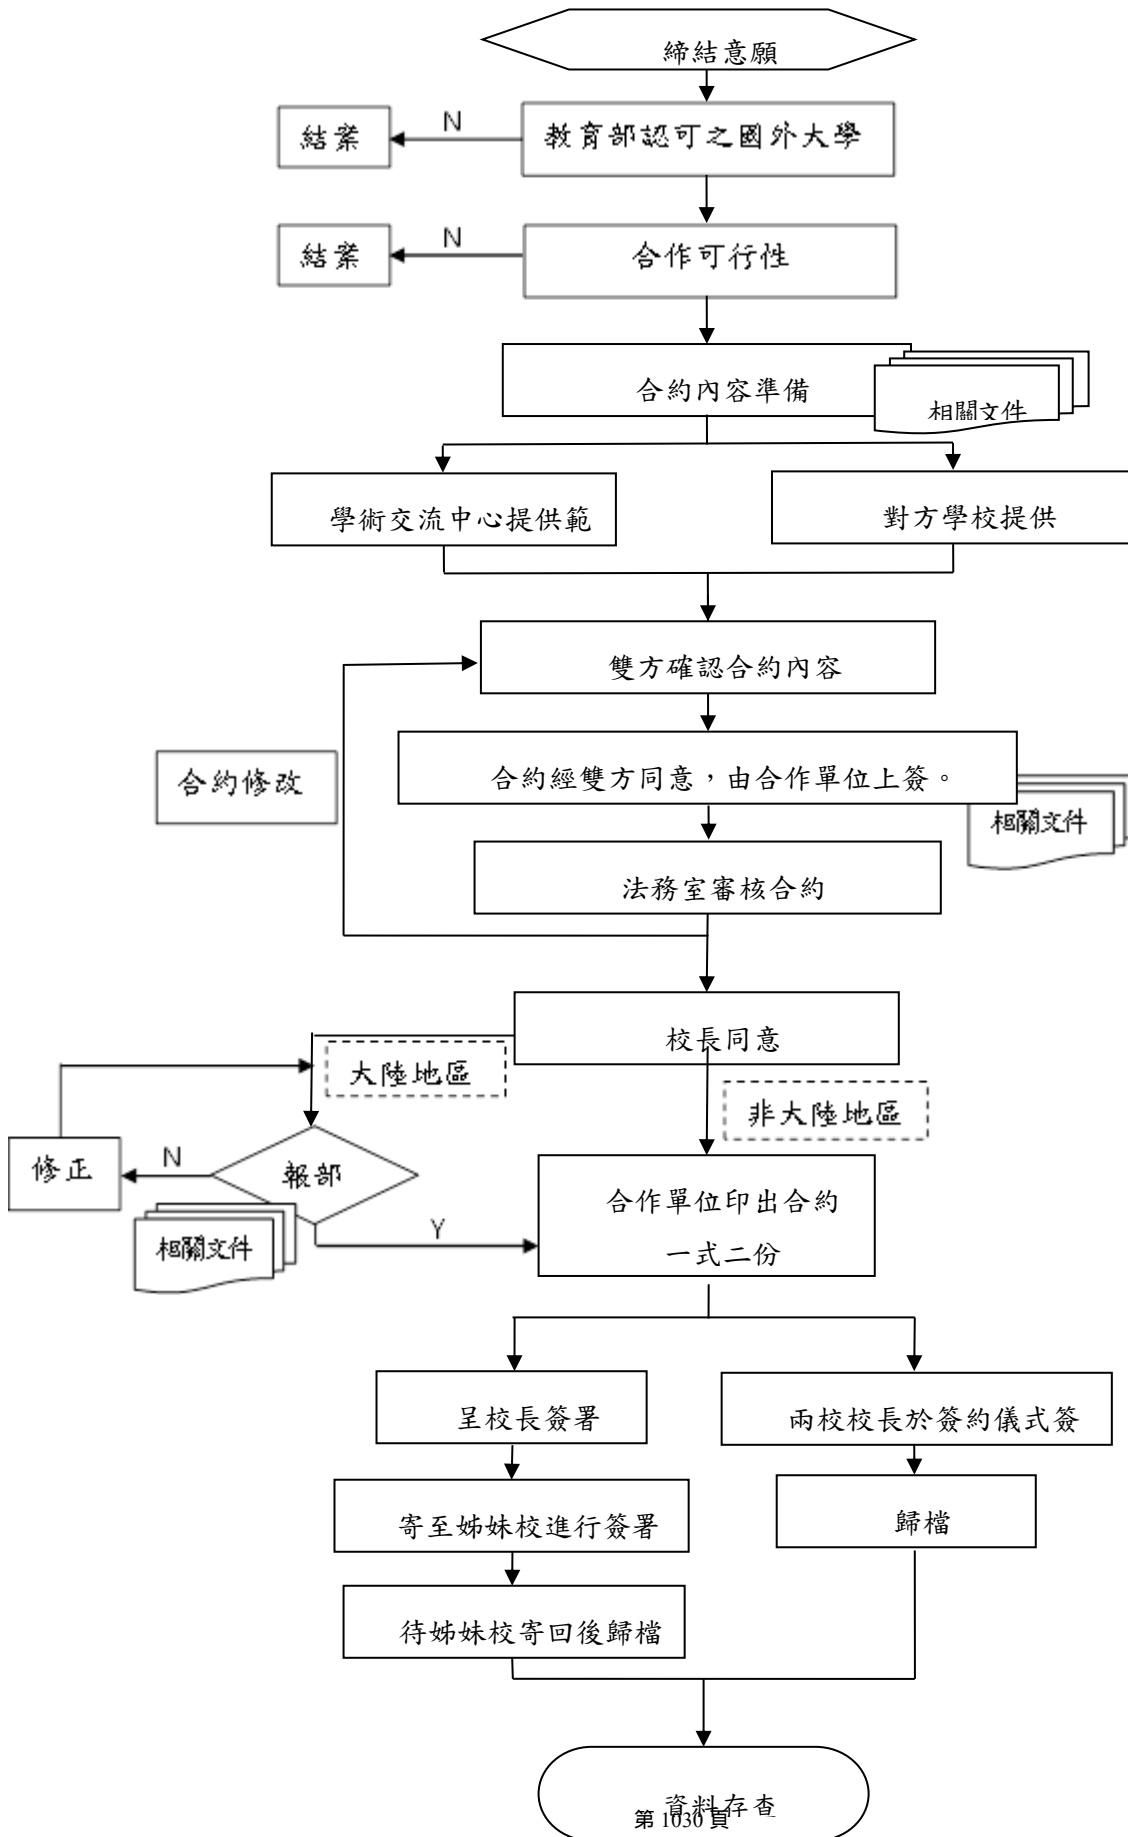 締結意願
結案
N
教育部認可之國外大學
結案
N
合作可行性
合約內容準備
相關文件
學術交流中心提供範
對方學校提供
雙方確認合約內容
合約修改
合約經雙方同意，由合作單位上簽。
相關文件
法務室審核合約
校長同意
大陸地區
非大陸地區
修正
N
報部
相關文件
Y
合作單位印出合約
一式二份
呈校長簽署
兩校校長於簽約儀式簽
寄至姊妹校進行簽署
歸檔
待姊妹校寄回後歸檔
資料存查
第 1030 頁